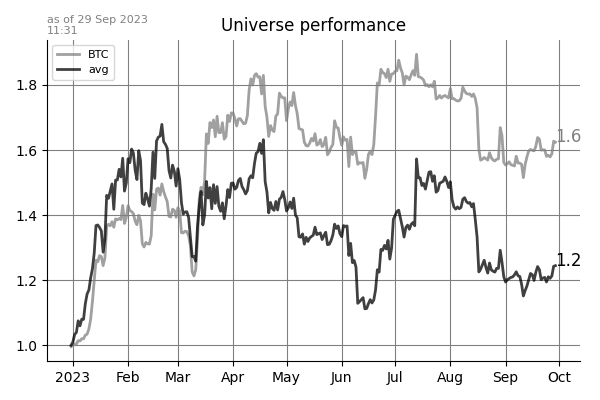 as of 29 Sep 2023
11:31
Universe performance
BTC
avg
1.8
1.6
1.6
1.4
1.2
1.2
1.0
2023 Feb Mar Apr May Jun Jul Aug Sep Oct